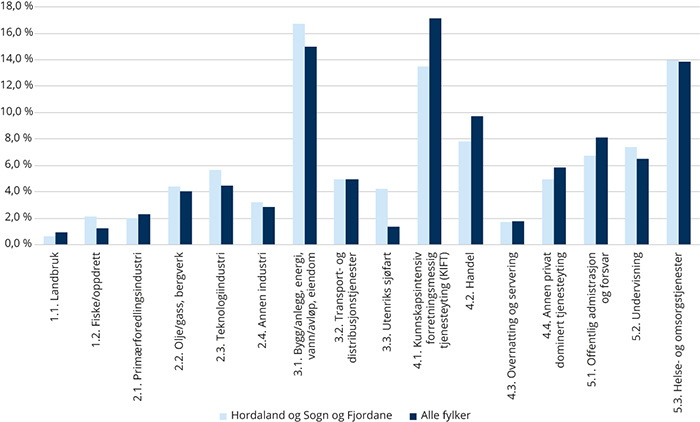 18,0 %
16,0 %
14,0 %
12,0 %
10,0 %
8,0 %
6,0 %
4,0 %
2,0 %
0,0 %
1.1. Landbruk
1.2. Fiske/oppdrett
2.1. Primærforedlingsindustri
2.2. Olje/gass, bergverk
2.3. Teknologiindustri
2.4. Annen industri
3.1. Bygg/anlegg, energi,
vann/avløp, eiendom
3.2. Transport- og
distribusjonstjenester
3.3. Utenriks sjøfart
4.1. Kunnskapsintensiv
forretningsmessig
tjenesteyting (KIFT)
4.2. Handel
4.3. Overnatting og servering
4.4. Annen privat
dominert tjenesteyting
5.1. Offentlig admistrasjon
og forsvar
5.2. Undervisning
5.3. Helse- og omsorgstjenester
Hordaland og Sogn og Fjordane
Alle fylker